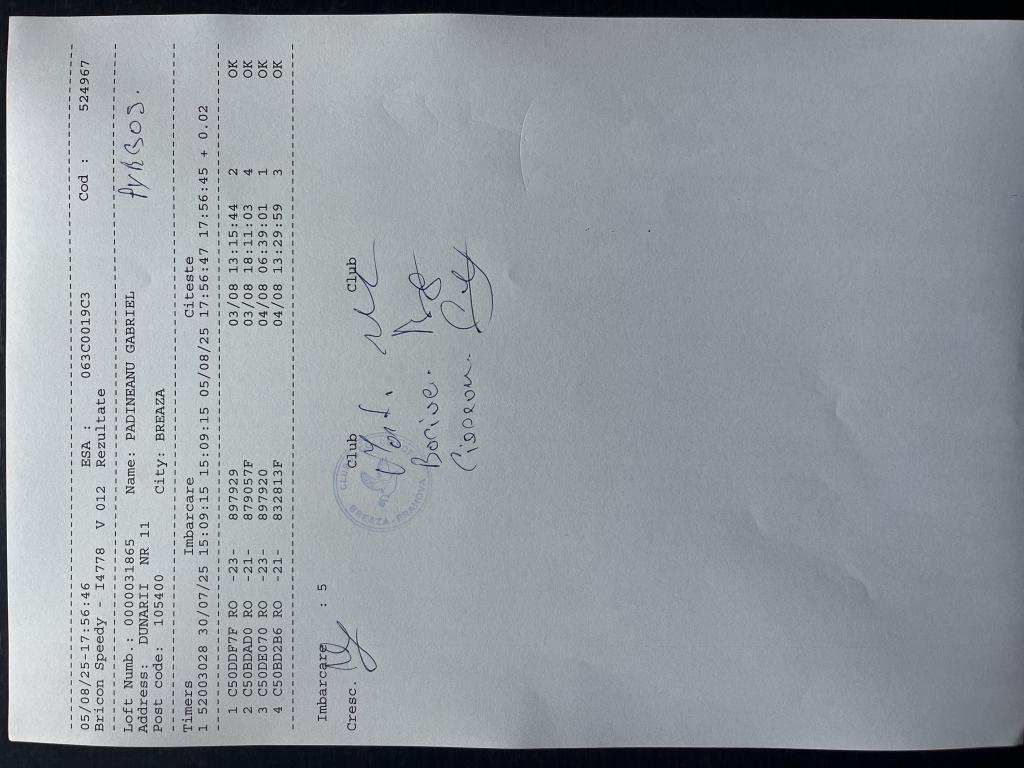 05/08/25-17:56:46 ESA : 063C0019C3 Cod : 524967
Bricon Speedy - I4778 V 012 Rezultate
Loft Numb.: 0000031865 Name: PADINEANU GABRIEL
Address: DUNARII NR 11
PYRGOS.
Post code: 105400 City: BREAZA
Timers Imbarcare Citeste
1 52003028 30/07/25 15:09:15 15:09:15 05/08/25 17:56:47 17:56:45 + 0.02
1 C50DDF7F RO -23- 897929 03/08 13:15:44 2 OK
2 C50BDAD0 RO -21- 879057F 03/08 18:11:03 4 OK
3 C50DE070 RO -23- 897920 04/08 06:39:01 1 OK
4 C50BD2B6 RO -21- 832813F 04/08 13:29:59 3 OK
Imbarcare : 5
Cresc. Club Club
BREAZA - PRAHOVA